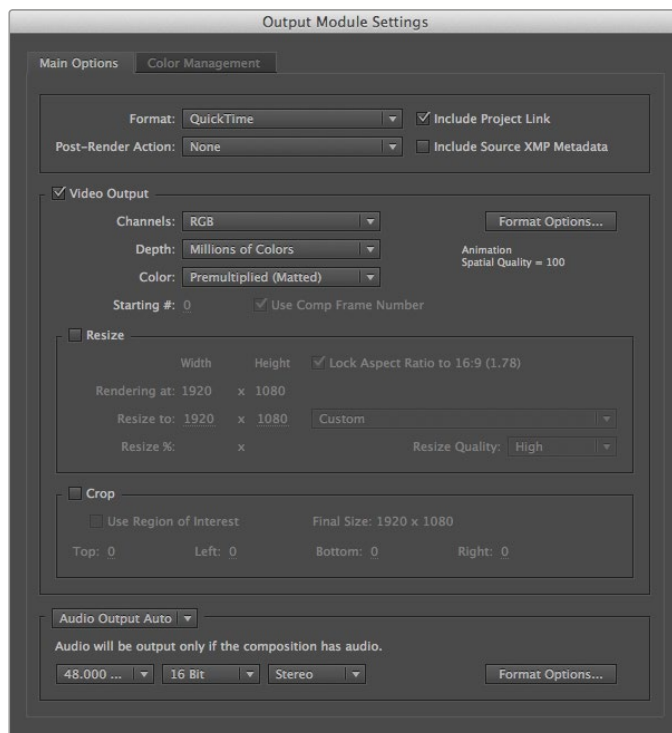 Output Module Settings
Main Options Color Management
Format: QuickTime Include Project Link
Post-Render Action: None Include Source XMP Metadata
Video Output
Channels: RGB Format Options...
Depth: Millions of Colors Animation
Spatial Quality = 100
Color: Premultiplied (Matted)
Starting #: 0 Use Comp Frame Number
Resize
Width Height Lock Aspect Ratio to 16:9 (1.78)
Rendering at: 1920 x 1080
Resize to: 1920 x 1080 Custom
Resize %: x Resize Quality: High
Crop
Use Region of Interest Final Size: 1920 x 1080
Top: 0 Left: 0 Bottom: 0 Right: 0
Audio Output Auto
Audio will be output only if the composition has audio.
48.000 ... 16 Bit Stereo Format Options...